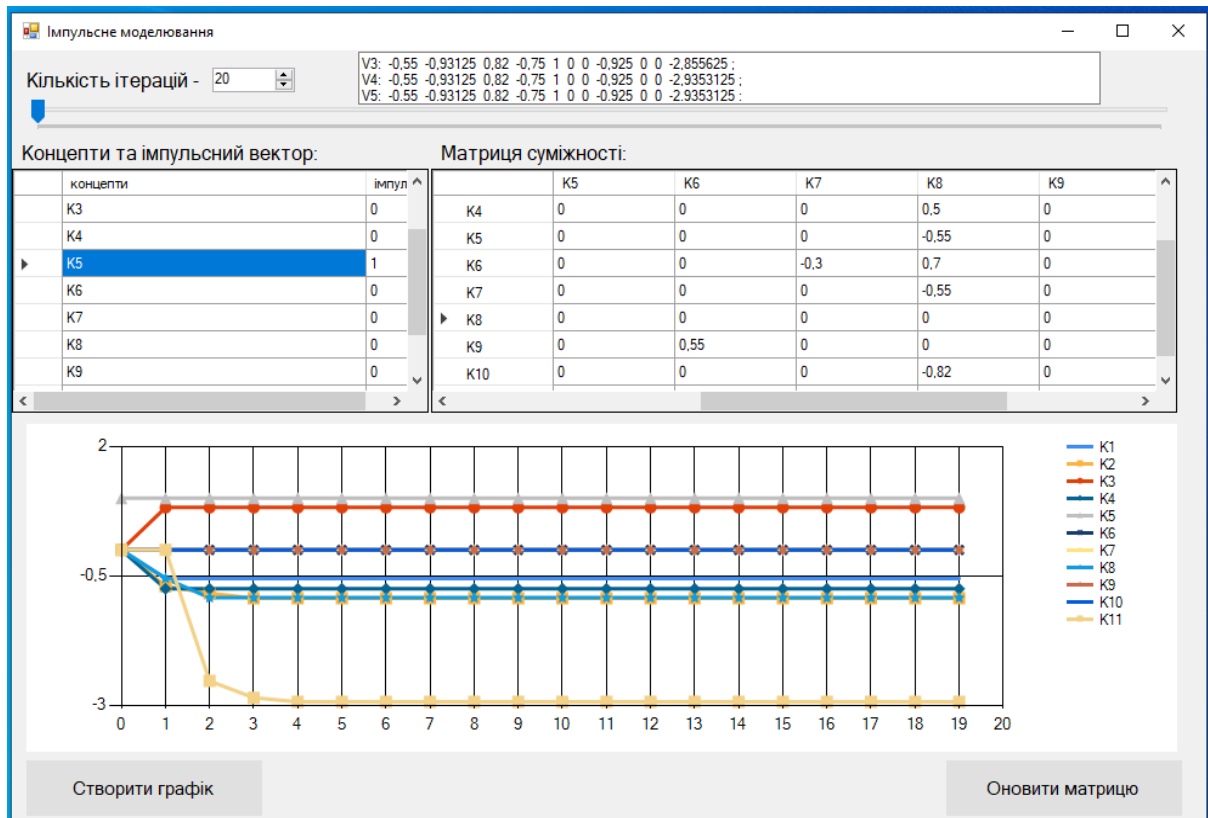 Імпульсне моделювання
Кількість ітерацій - 20
V3: -0,55 -0,93125 0,82 -0,75 1 0 0 -0,925 0 0 -2,855625 ;
V4: -0,55 -0,93125 0,82 -0,75 1 0 0 -0,925 0 0 -2,9353125 ;
V5: -0,55 -0,93125 0,82 -0,75 1 0 0 -0,925 0 0 -2,9353125 ;
Концепти та імпульсний вектор:
концепти імпул
K3 0
K4 0
K5 1
K6 0
K7 0
K8 0
K9 0
Матриця суміжності:
K5 K6 K7 K8 K9
K4 0 0 0 0,5 0
K5 0 0 0 -0,55 0
K6 0 0 -0,3 0,7 0
K7 0 0 0 -0,55 0
K8 0 0 0 0 0
K9 0 0,55 0 0 0
K10 0 0 0 -0,82 0
2
-0,5
-3
0 1 2 3 4 5 6 7 8 9 10 11 12 13 14 15 16 17 18 19 20
K1
K2
K3
K4
K5
K6
K7
K8
K9
K10
K11
Створити графік
Оновити матрицю